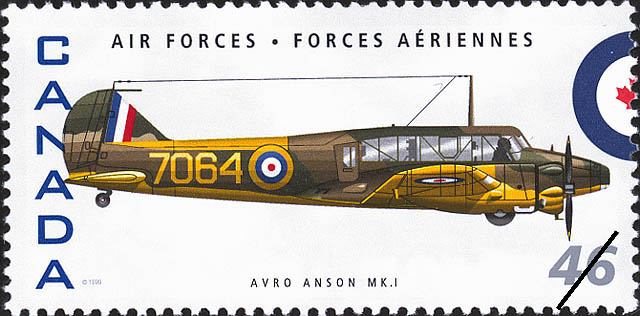 CANADA
AIR FORCES • FORCES AÉRIENNES
7064
© 1999
AVRO ANSON MK.I
46